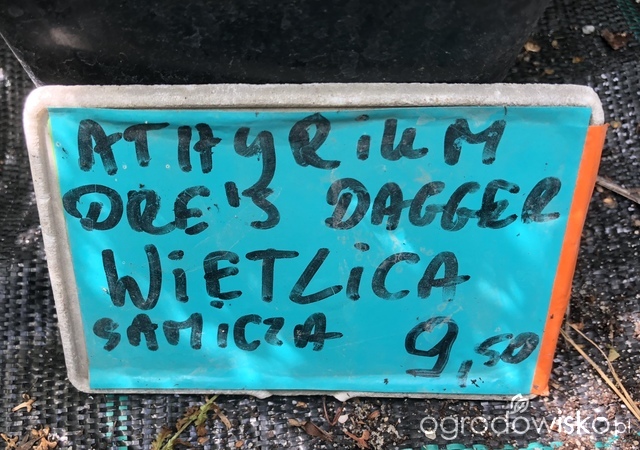 ATHYRiUM
DRE'S DAGGER
WiETLiCA
SAMICZA 9,50
ogrodowisko.pl